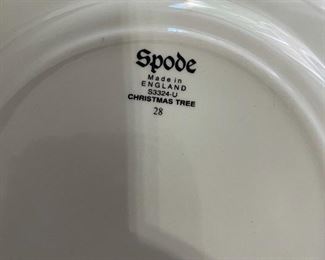 Spode
Made in
ENGLAND
S3324-U
CHRISTMAS TREE
28